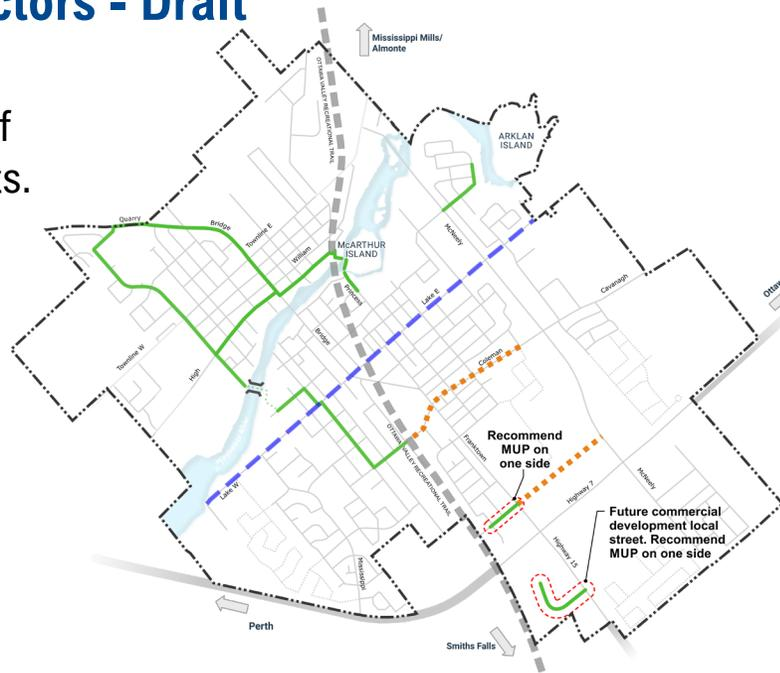 ctors - Draft
f
ts.
Mississippi Mills/
Almonte
OTTAWA VALLEY RECREATIONAL TRAIL
ARKLAN
ISLAND
Quarry
Bridge
Townline E
William
McARTHUR
ISLAND
McNeely
Princess
Lake E
Cavanagh
Ottaw
Bridge
Townline W
High
Coleman
Franktown
OTTAWA VALLEY RECREATIONAL TRAIL
Recommend
MUP on
one side
Lake W
Highway 7
McNeely
Future commercial
development local
street. Recommend
MUP on one side
Highway 15
Mississippi
Perth
Smiths Falls